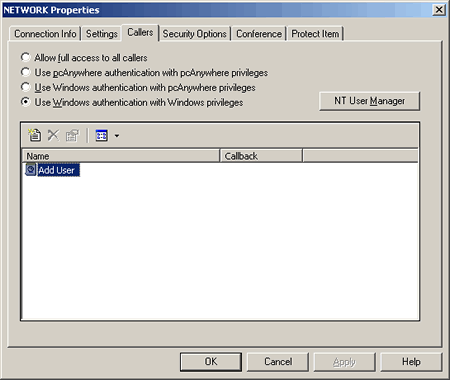 NETWORK Properties
Connection Info Settings Callers Security Options Conference Protect Item
Allow full access to all callers
Use pcAnywhere authentication with pcAnywhere privileges
Use Windows authentication with pcAnywhere privileges
Use Windows authentication with Windows privileges
NT User Manager
Name Callback
Add User
OK Cancel Apply Help